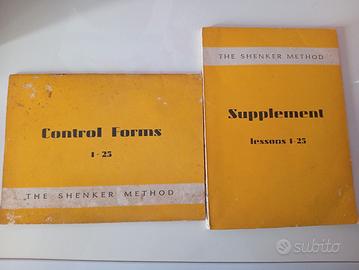 Control Forms
1-25
THE SHENKER METHOD
THE SHENKER METHOD
Supplement
lessons 1-25
subito